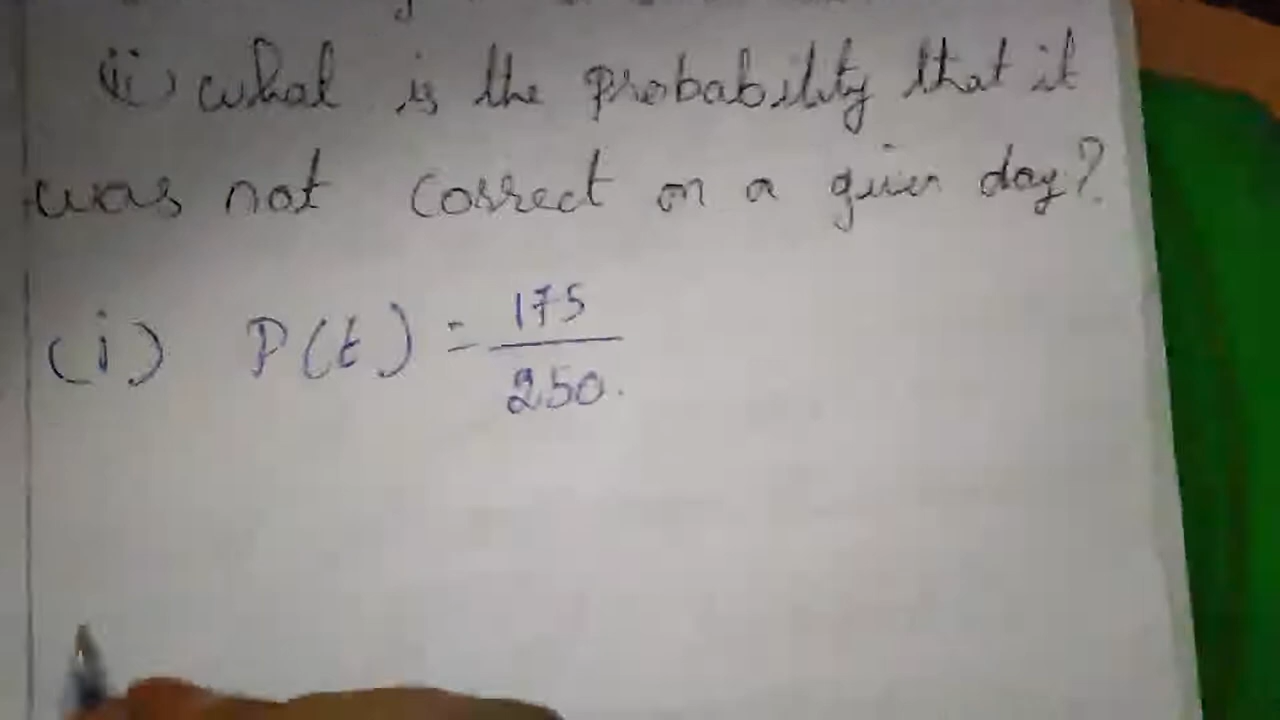 (ii) what is the probability that it
was not correct on a given day?
(i) P(t) = 175
250.